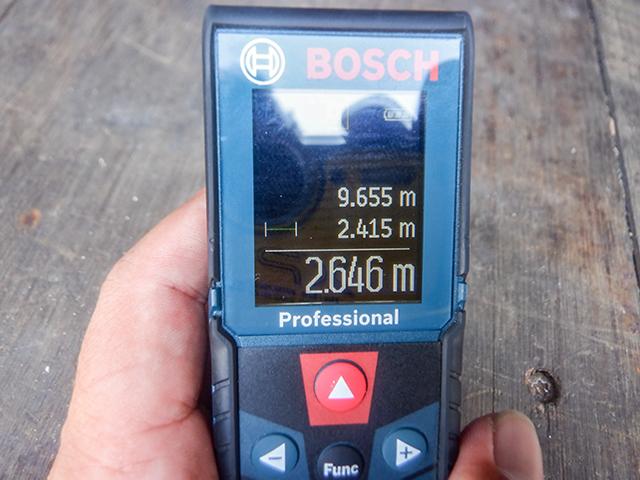 BOSCH
9.655 m
2.415 m
2.646 m
Professional
Func